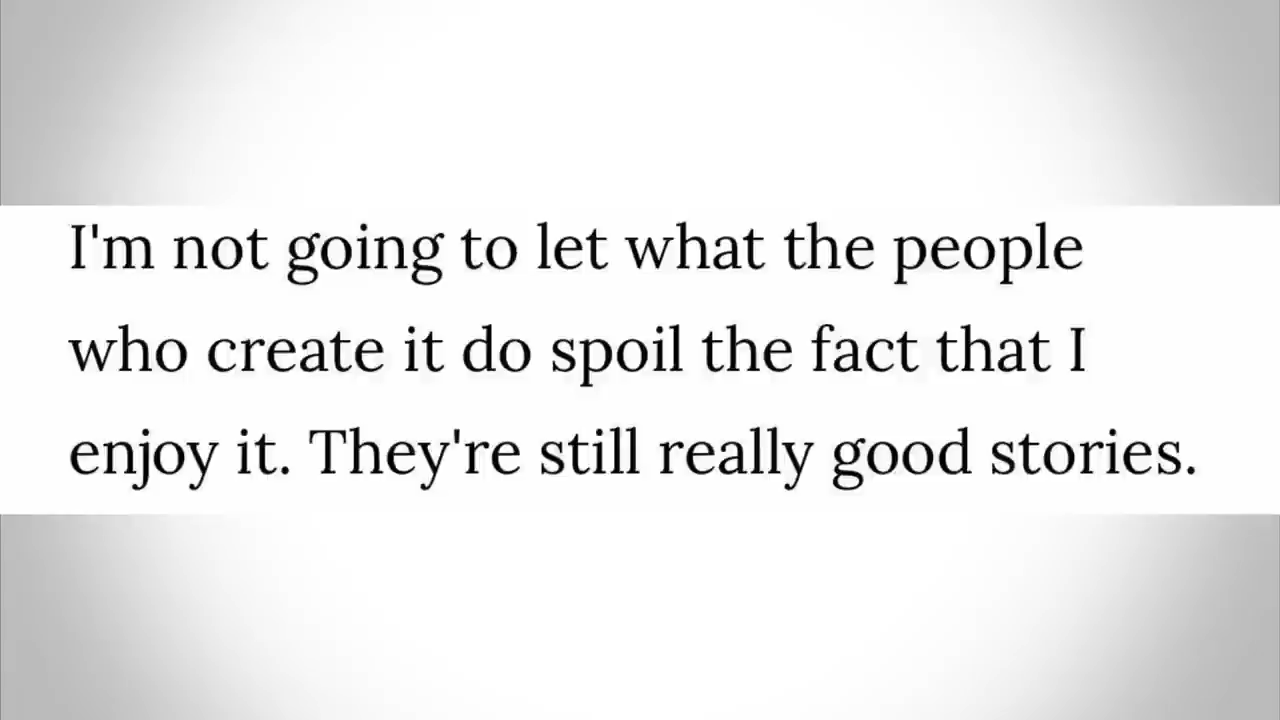 I'm not going to let what the people
who create it do spoil the fact that I
enjoy it. They're still really good stories.